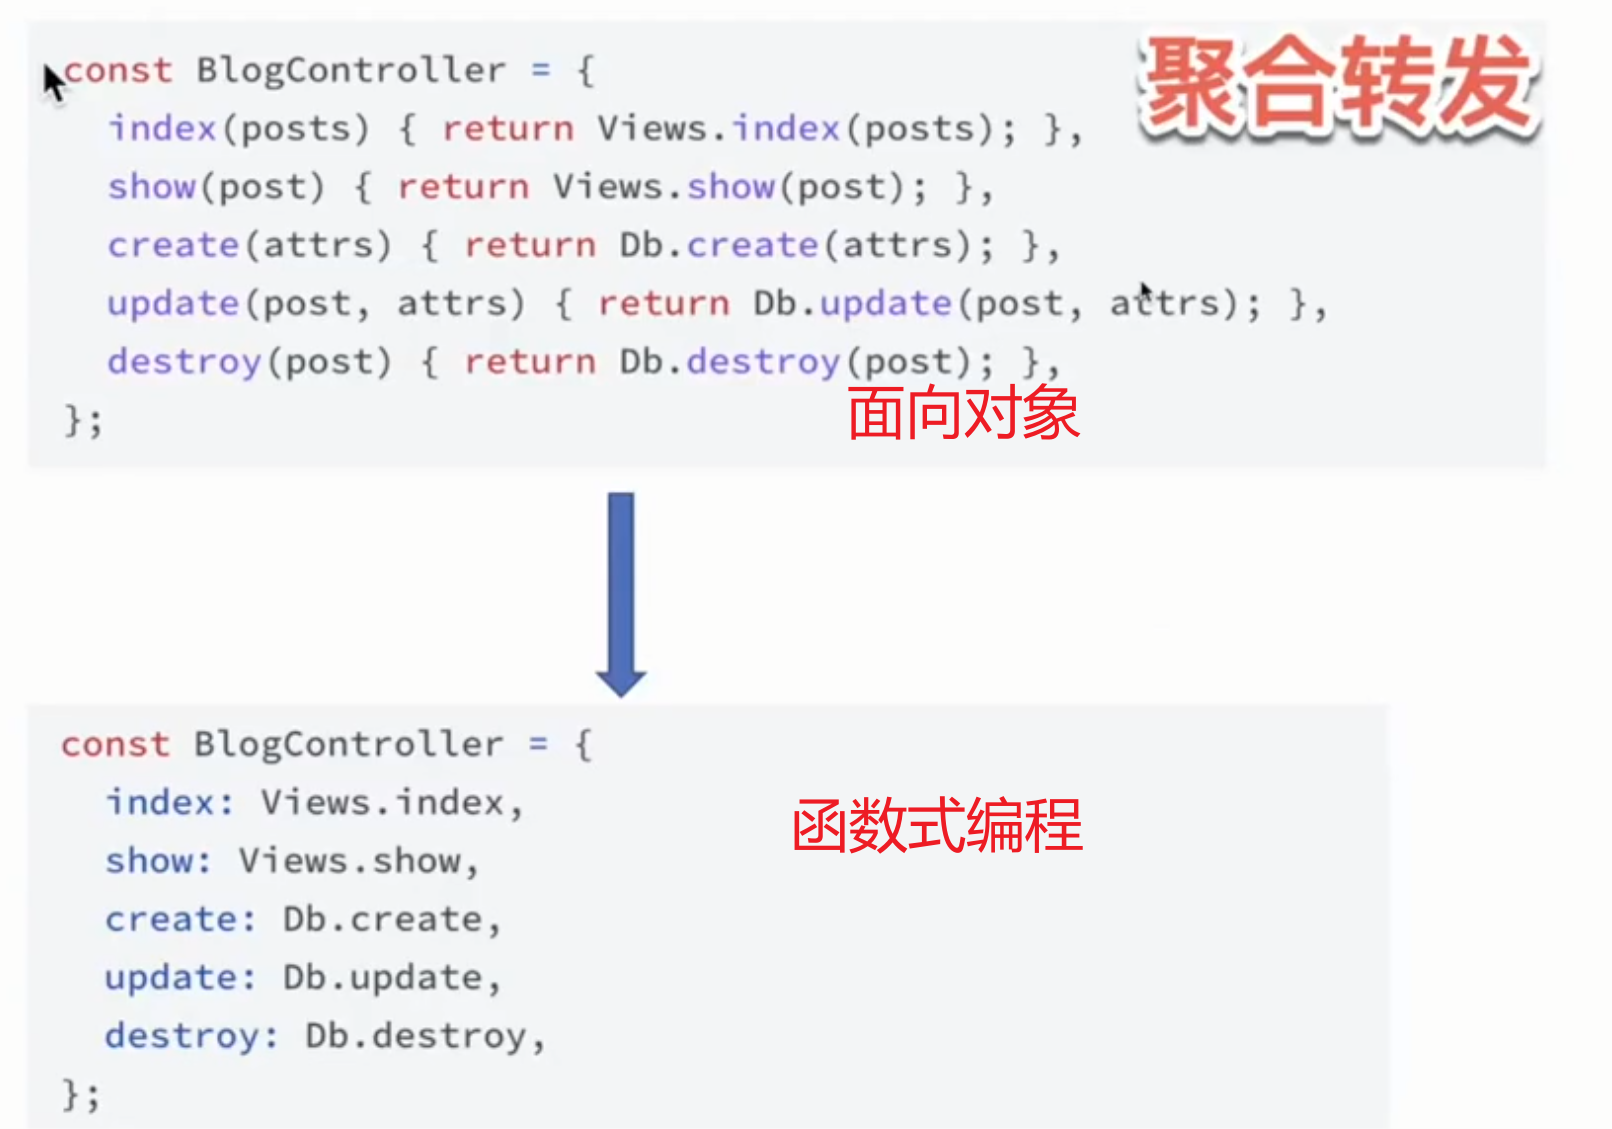 聚合转发
const BlogController = {
index(posts) { return Views.index(posts); },
show(post) { return Views.show(post); },
create(attrs) { return Db.create(attrs); },
update(post, attrs) { return Db.update(post, attrs); },
destroy(post) { return Db.destroy(post); },
};
面向对象
const BlogController = {
index: Views.index,
show: Views.show,
create: Db.create,
update: Db.update,
destroy: Db.destroy,
};
函数式编程